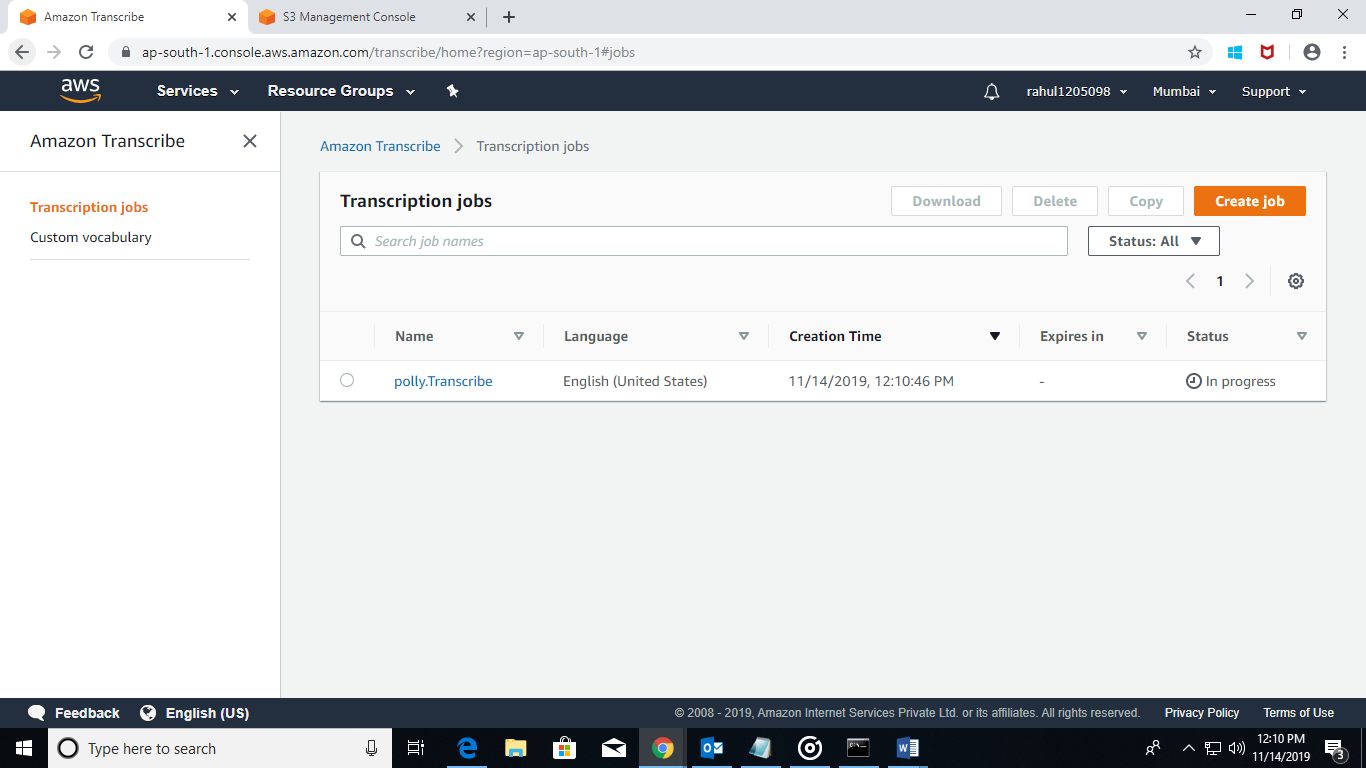 Amazon Transcribe
S3 Management Console
ap-south-1.console.aws.amazon.com/transcribe/home?region=ap-south-1#jobs
aws Services Resource Groups rahul1205098 Mumbai Support
Amazon Transcribe
Transcription jobs
Custom vocabulary
Amazon Transcribe Transcription jobs
Transcription jobs Download Delete Copy Create job
Search job names Status: All
1
Name Language Creation Time Expires in Status
polly.Transcribe English (United States) 11/14/2019, 12:10:46 PM - In progress
Feedback English (US) © 2008 - 2019, Amazon Internet Services Private Ltd. or its affiliates. All rights reserved. Privacy Policy Terms of Use
Type here to search
12:10 PM
11/14/2019
3